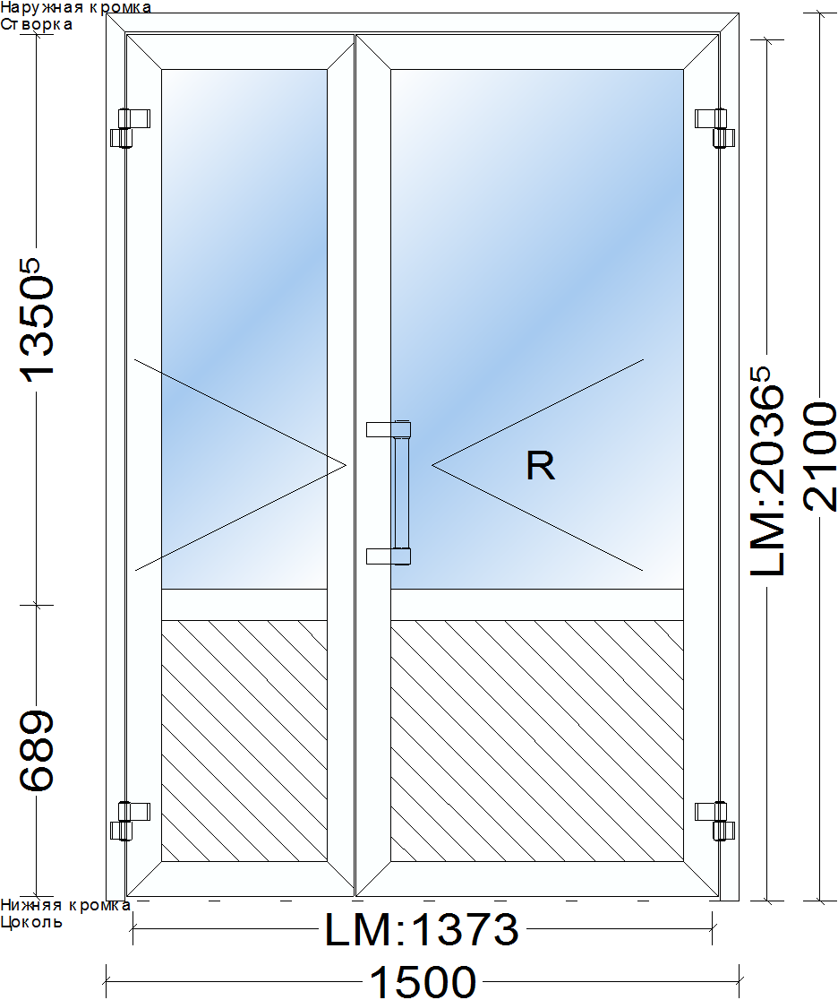 Наружная кромка
Створка
1350⁵
R
LM:2036⁵
2100
689
Нижняя кромка
Цоколь
LM:1373
1500